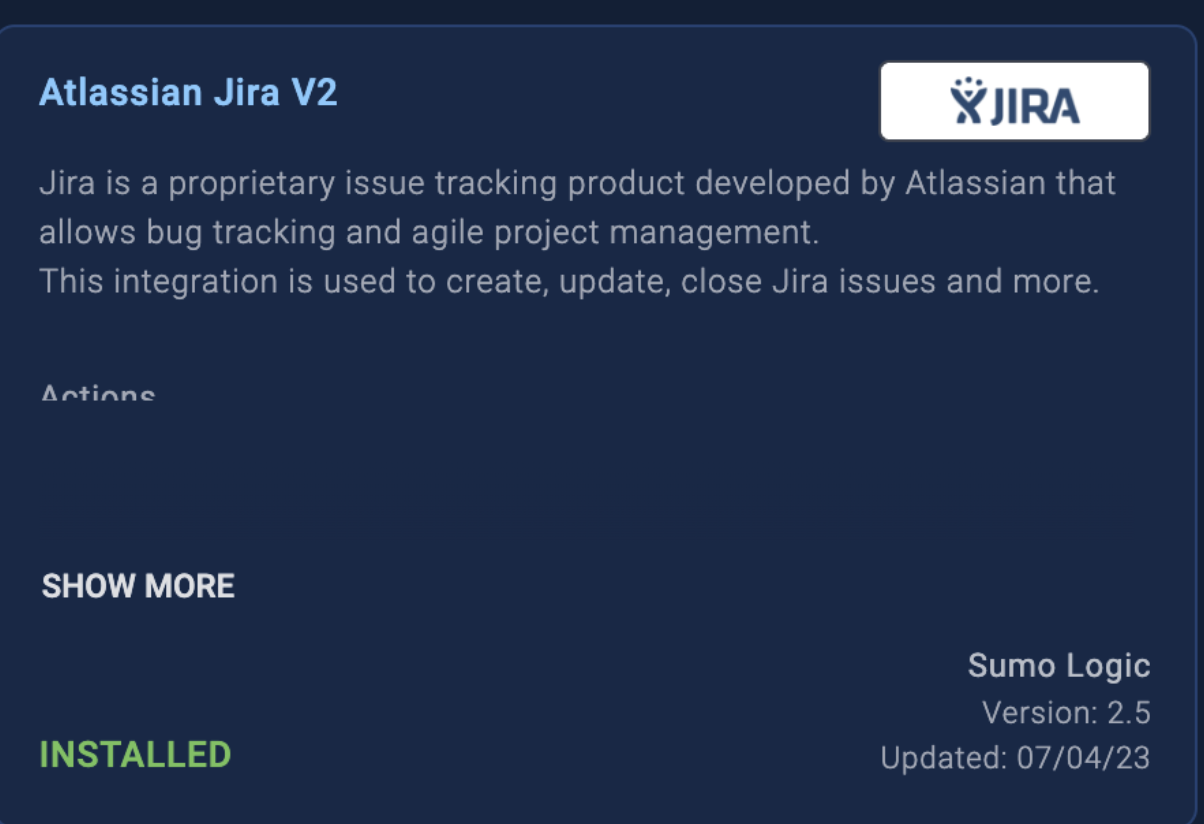 Atlassian Jira V2
JIRA
Jira is a proprietary issue tracking product developed by Atlassian that
allows bug tracking and agile project management.
This integration is used to create, update, close Jira issues and more.
Actions
SHOW MORE
Sumo Logic
Version: 2.5
INSTALLED
Updated: 07/04/23